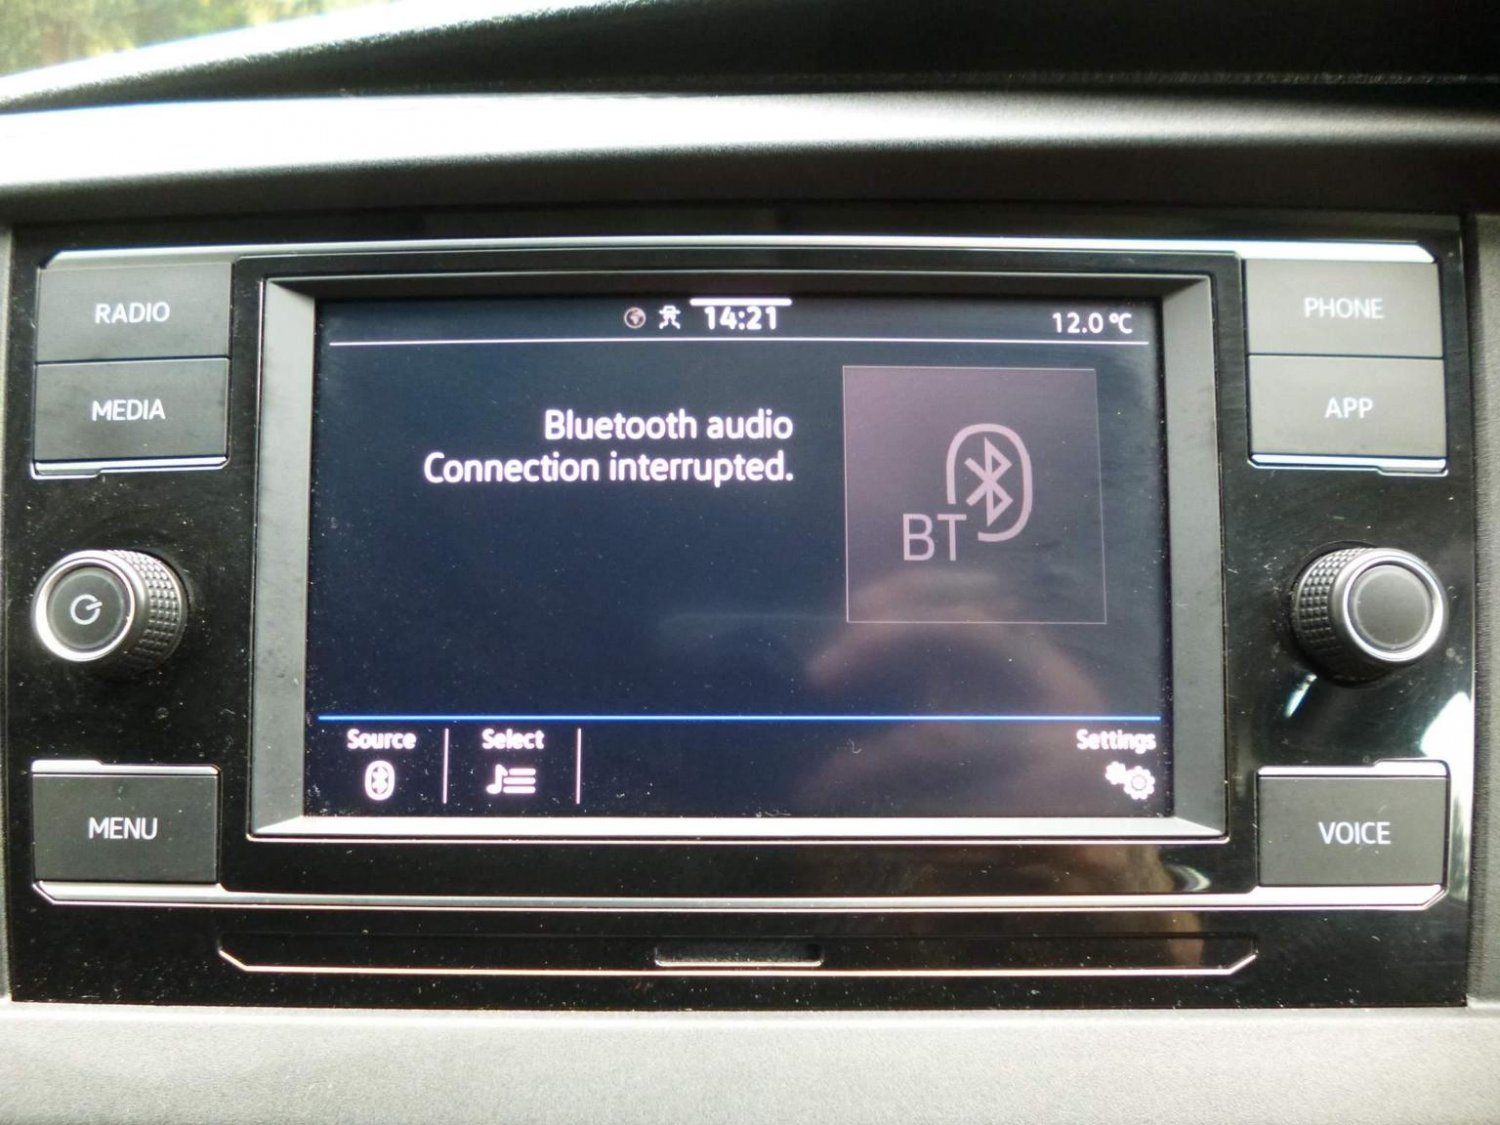 RADIO
MEDIA
MENU
14:21
12.0 °C
Bluetooth audio
Connection interrupted.
BT
Source
Select
Settings
PHONE
APP
VOICE